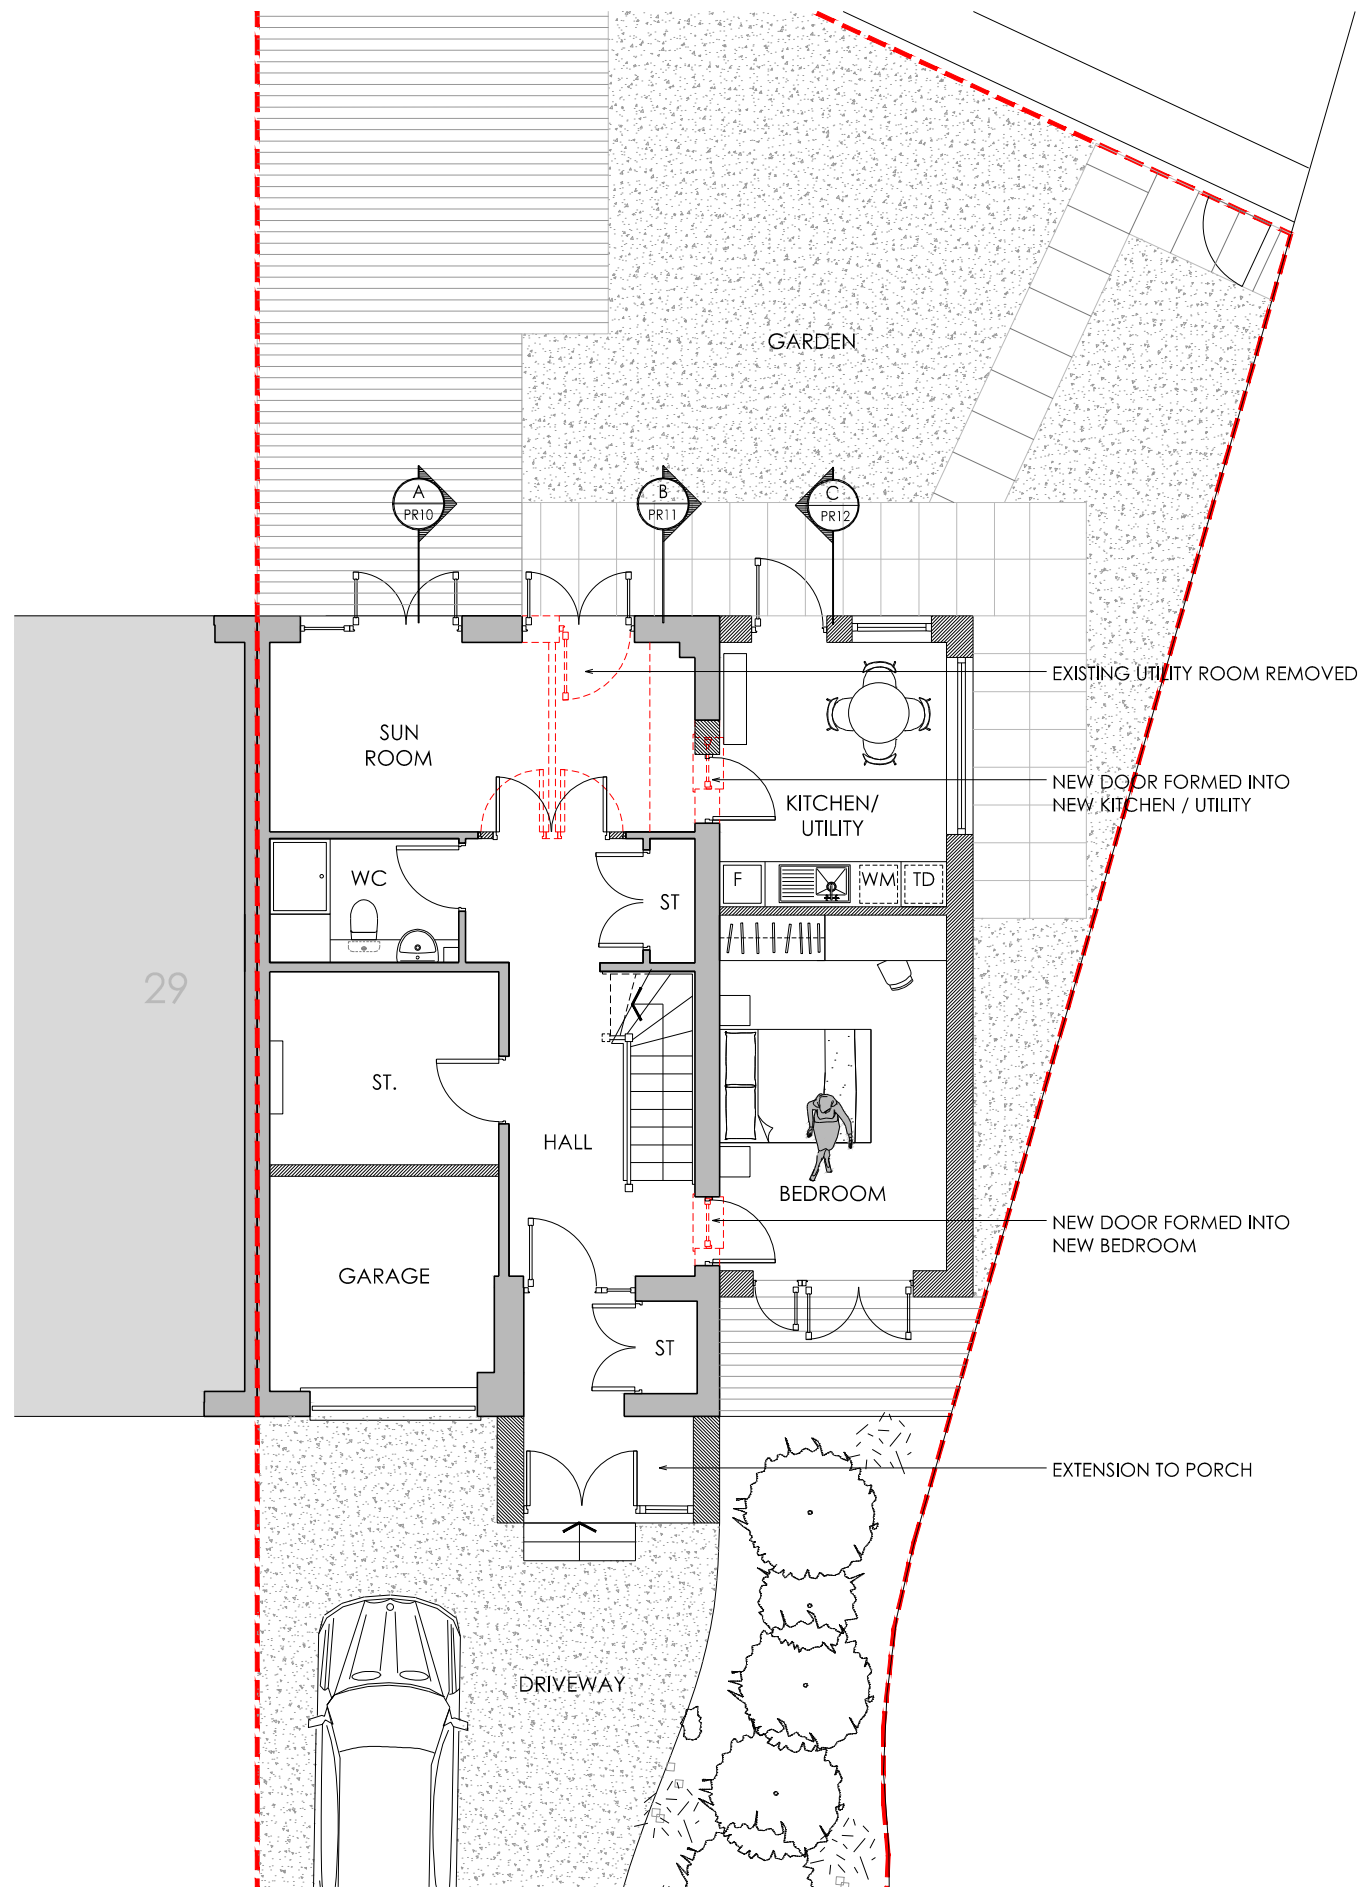 GARDEN
A
PR10
B
PR11
C
PR12
EXISTING UTILITY ROOM REMOVED
SUN
ROOM
NEW DOOR FORMED INTO
NEW KITCHEN / UTILITY
KITCHEN/
UTILITY
WC
ST
F
WM
TD
29
ST.
HALL
BEDROOM
NEW DOOR FORMED INTO
NEW BEDROOM
GARAGE
ST
EXTENSION TO PORCH
DRIVEWAY